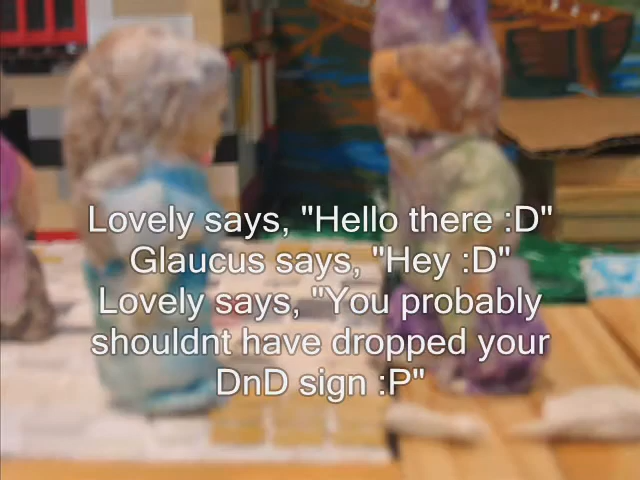 Lovely says, "Hello there :D"
Glaucus says, "Hey :D"
Lovely says, "You probably
shouldnt have dropped your
DnD sign :P"